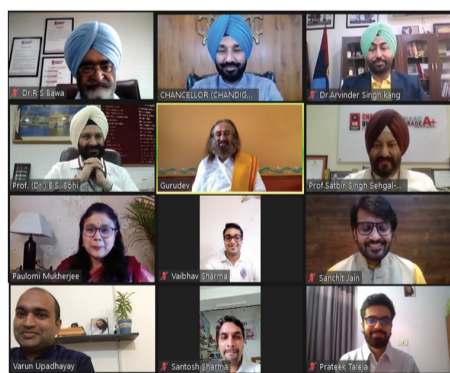 Dr.R S Bawa
CHANCELLOR (CHANDIG...
Dr.Arvinder Singh kang
Prof. (Dr.) B.S. Sohi
Gurudev
Prof.Satbir Singh Sehgal-...
A+
Paulomi Mukherjee
Vaibhav Sharma
Sanchit Jain
Varun Upadhayay
Santosh Sharma
Prateek Taleja